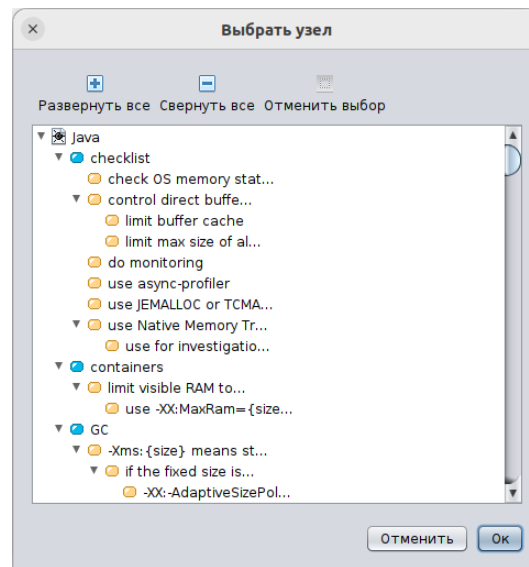 Выбрать узел
Развернуть все Свернуть все Отменить выбор
Java
checklist
check OS memory stat...
control direct buffe...
limit buffer cache
limit max size of al...
do monitoring
use async-profiler
use JEMALLOC or TCMA...
use Native Memory Tr...
use for investigatio...
containers
limit visible RAM to...
use -XX:MaxRam={size...
GC
-Xms:{size} means st...
if the fixed size is...
-XX:-AdaptiveSizePol...
Отменить Ок